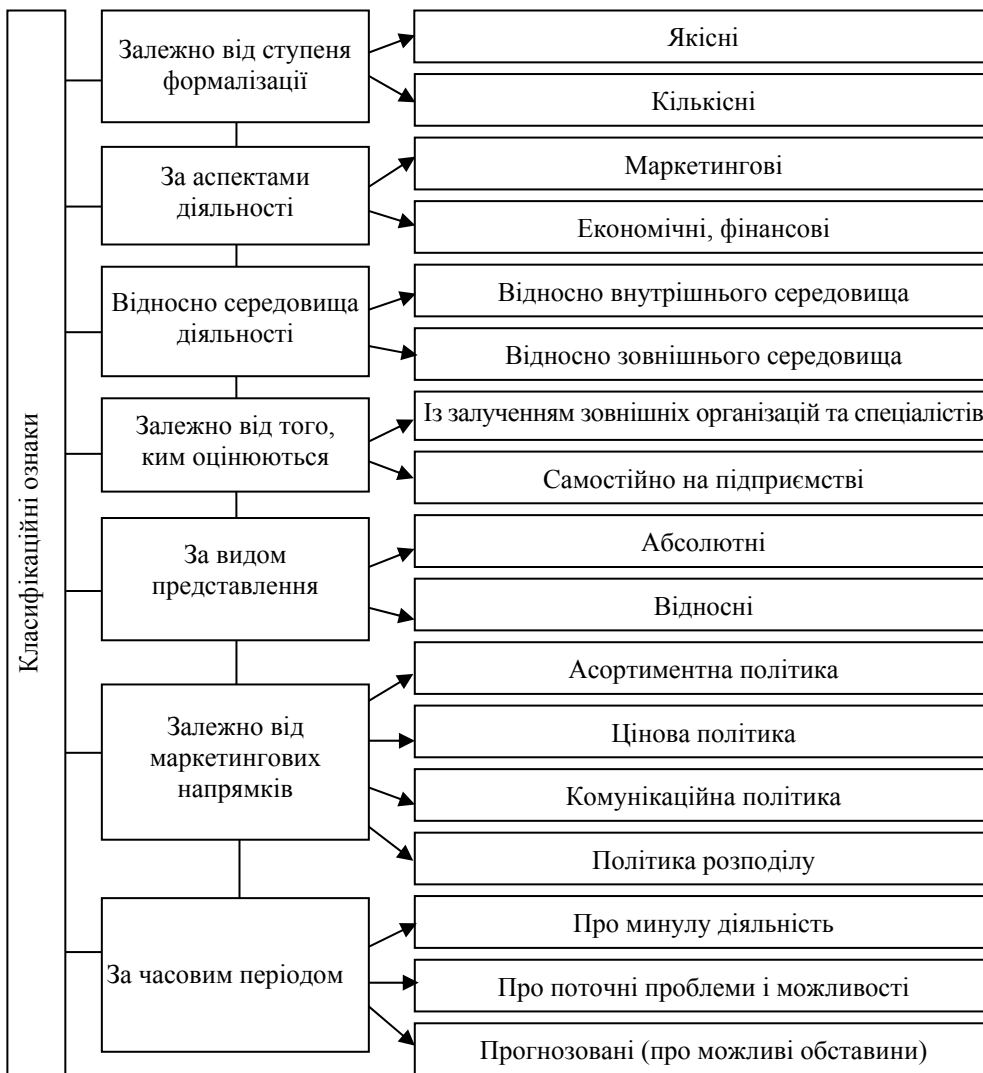 Класифікаційні ознаки
Залежно від ступеня
формалізації
Якісні
Кількісні
За аспектами
діяльності
Маркетингові
Економічні, фінансові
Відносно середовища
діяльності
Відносно внутрішнього середовища
Відносно зовнішнього середовища
Залежно від того,
ким оцінюються
Із залученням зовнішніх організацій та спеціалістів
Самостійно на підприємстві
За видом
представлення
Абсолютні
Відносні
Залежно від
маркетингових
напрямків
Асортиментна політика
Цінова політика
Комунікаційна політика
Політика розподілу
За часовим періодом
Про минулу діяльність
Про поточні проблеми і можливості
Прогнозовані (про можливі обставини)